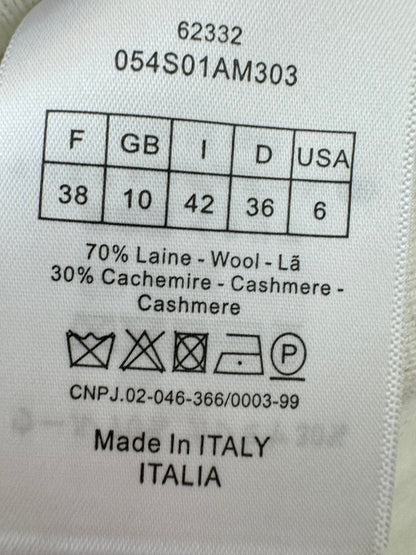 62332
054S01AM303
F GB I D USA
38 10 42 36 6
70% Laine - Wool - Lã
30% Cachemire - Cashmere -
Cashmere
P
CNPJ.02-046-366/0003-99
Made In ITALY
ITALIA